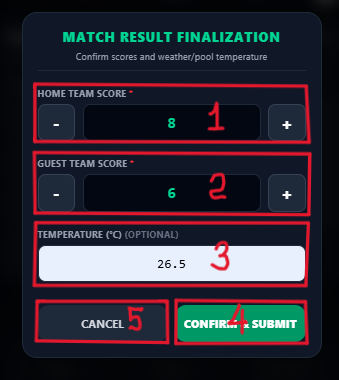 MATCH RESULT FINALIZATION
Confirm scores and weather/pool temperature
HOME TEAM SCORE *
- 8 1 +
GUEST TEAM SCORE *
- 6 2 +
TEMPERATURE (°C) (OPTIONAL)
26.5 3
CANCEL 5 CONFIRM & SUBMIT 4